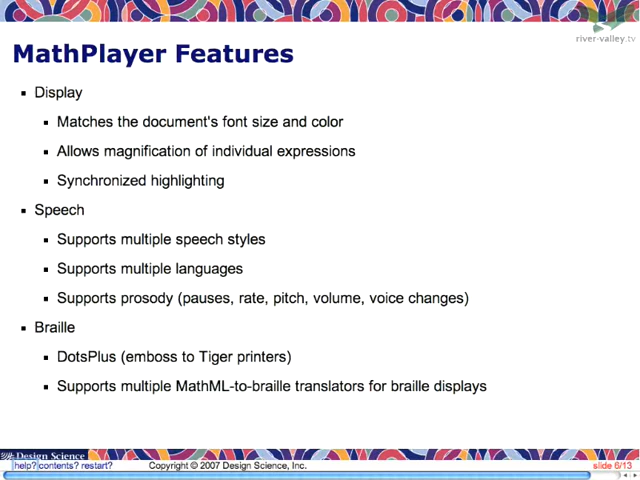 river-valley.tv
MathPlayer Features
Display
Matches the document's font size and color
Allows magnification of individual expressions
Synchronized highlighting
Speech
Supports multiple speech styles
Supports multiple languages
Supports prosody (pauses, rate, pitch, volume, voice changes)
Braille
DotsPlus (emboss to Tiger printers)
Supports multiple MathML-to-braille translators for braille displays
Design Science
help? contents? restart? Copyright © 2007 Design Science, Inc. slide 6/13